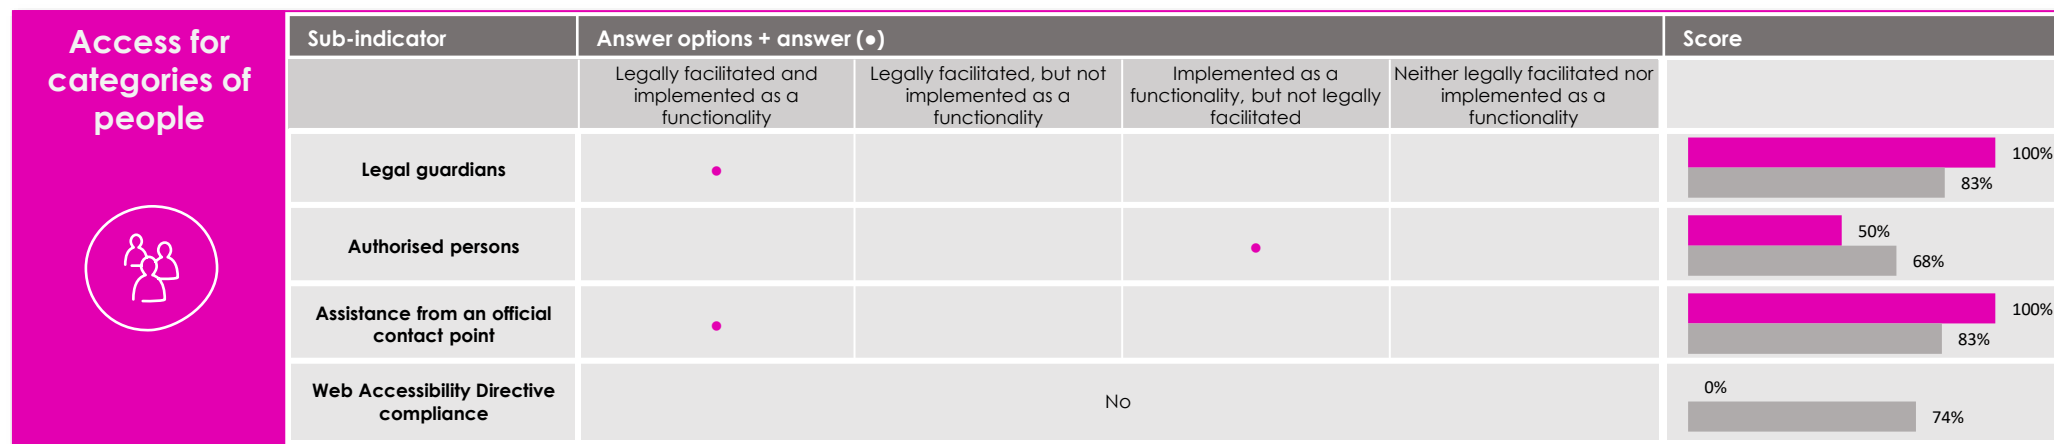 Access for
categories of
people
Sub-indicator
Answer options + answer (●)
Score
Legally facilitated and
implemented as a
functionality
Legally facilitated, but not
implemented as a
functionality
Implemented as a
functionality, but not legally
facilitated
Neither legally facilitated nor
implemented as a
functionality
Legal guardians
●
100%
83%
Authorised persons
●
50%
68%
Assistance from an official
contact point
●
100%
83%
Web Accessibility Directive
compliance
No
0%
74%